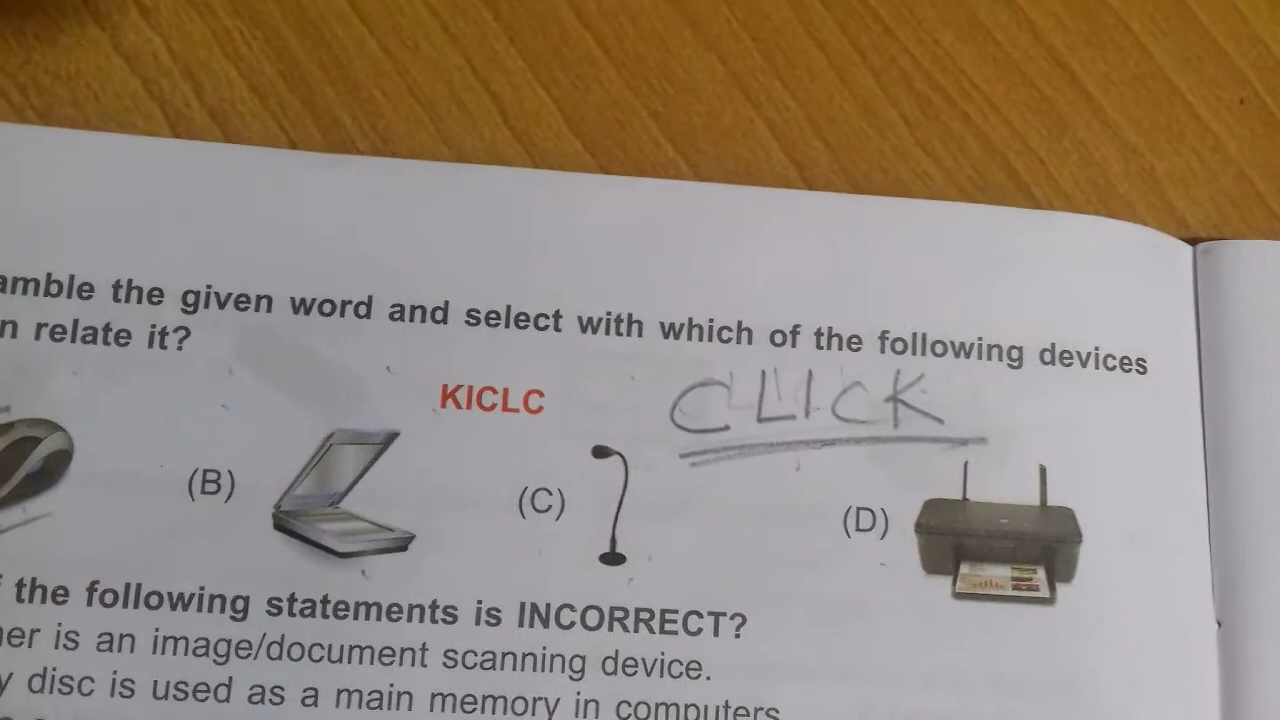 amble the given word and select with which of the following devices
n relate it?
KICLC
CLICK
(B)
(C)
(D)
the following statements is INCORRECT?
er is an image/document scanning device.
y disc is used as a main memory in computers